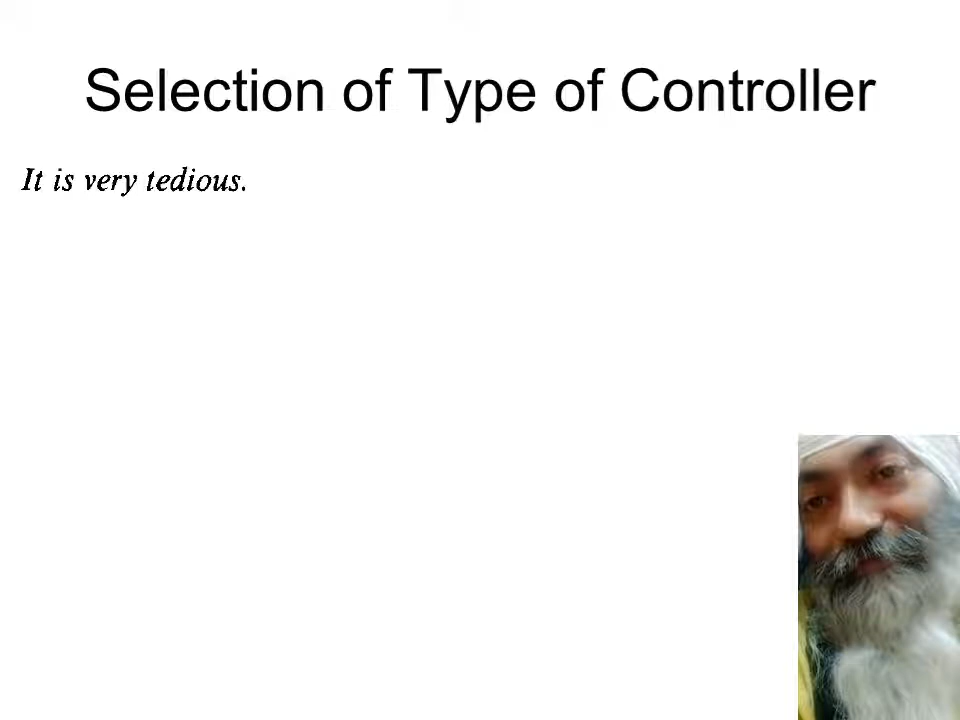 Selection of Type of Controller
It is very tedious.